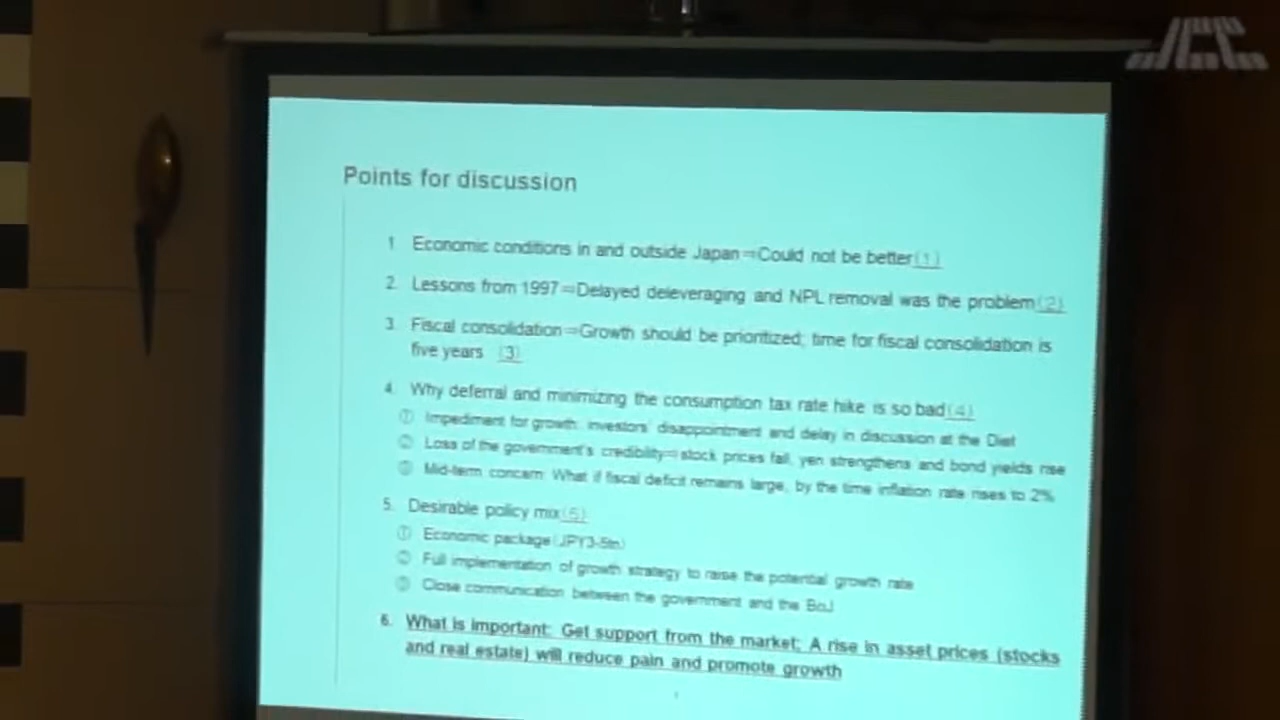 JCC
Points for discussion
1 Economic conditions in and outside Japan⇒Could not be better(1)
2. Lessons from 1997⇒Delayed deleveraging and NPL removal was the problem(2)
3. Fiscal consolidation⇒Growth should be prioritized; time for fiscal consolidation is
five years (3)
4. Why deferral and minimizing the consumption tax rate hike is so bad(4)
① Impediment for growth: investors' disappointment and delay in discussion at the Diet
② Loss of the government's credibility⇒stock prices fall, yen strengthens and bond yields rise
③ Mid-term concern: What if fiscal deficit remains large, by the time inflation rate rises to 2%
5. Desirable policy mix(5)
① Economic package(JPY3-5tn)
② Full implementation of growth strategy to raise the potential growth rate
③ Close communication between the government and the BoJ
6. What is important: Get support from the market; A rise in asset prices (stocks
and real estate) will reduce pain and promote growth